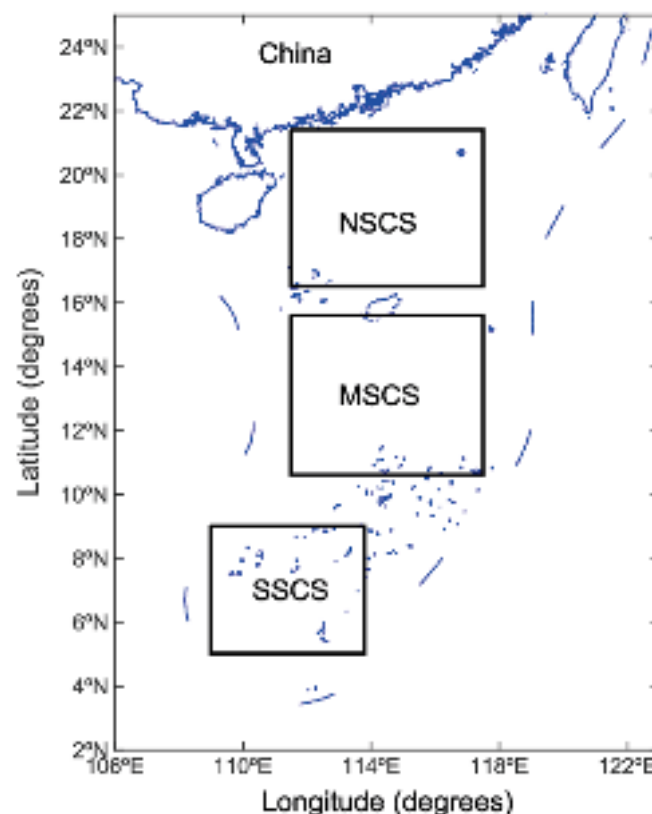 China
24ºN
22ºN
20ºN
18ºN
16ºN
14ºN
12ºN
10ºN
8ºN
6ºN
4ºN
2ºN
NSCS
MSCS
SSCS
Latitude (degrees)
106ºE 110ºE 114ºE 118ºE 122ºE
Longitude (degrees)